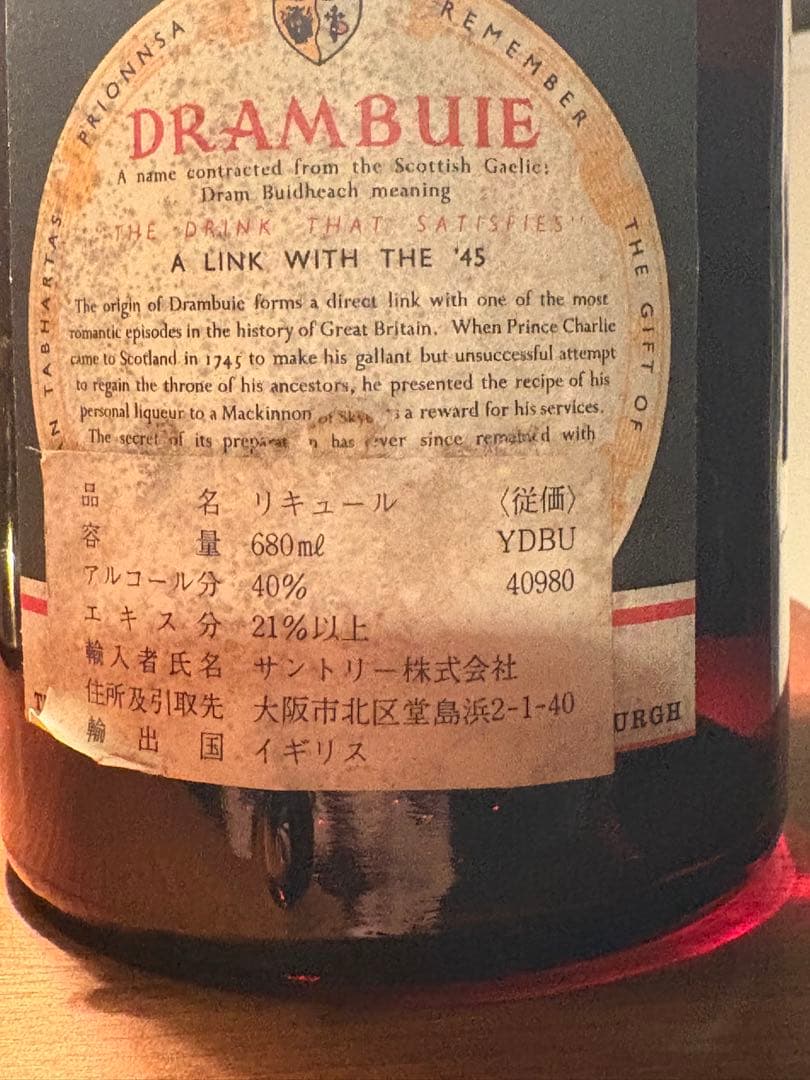 PRIONNSA
REMEMBER
DRAMBUIE
A name contracted from the Scottish Gaelic:
Dram Buidheach meaning
"THE DRINK THAT SATISFIES"
A LINK WITH THE '45
TABHARTAS
THE GIFT OF
The origin of Drambuie forms a direct link with one of the most
romantic episodes in the history of Great Britain. When Prince Charlie
came to Scotland in 1745 to make his gallant but unsuccessful attempt
to regain the throne of his ancestors, he presented the recipe of his
personal liqueur to a Mackinnon of Skye as a reward for his services.
The secret of its preparation has ever since remained with
品名 リキュール 〈従価〉
容量 680㎖ YDBU
アルコール分 40% 40980
エキス分 21%以上
輸入者氏名 サントリー株式会社
住所及引取先 大阪市北区堂島浜2-1-40
輸出国 イギリス
URGH